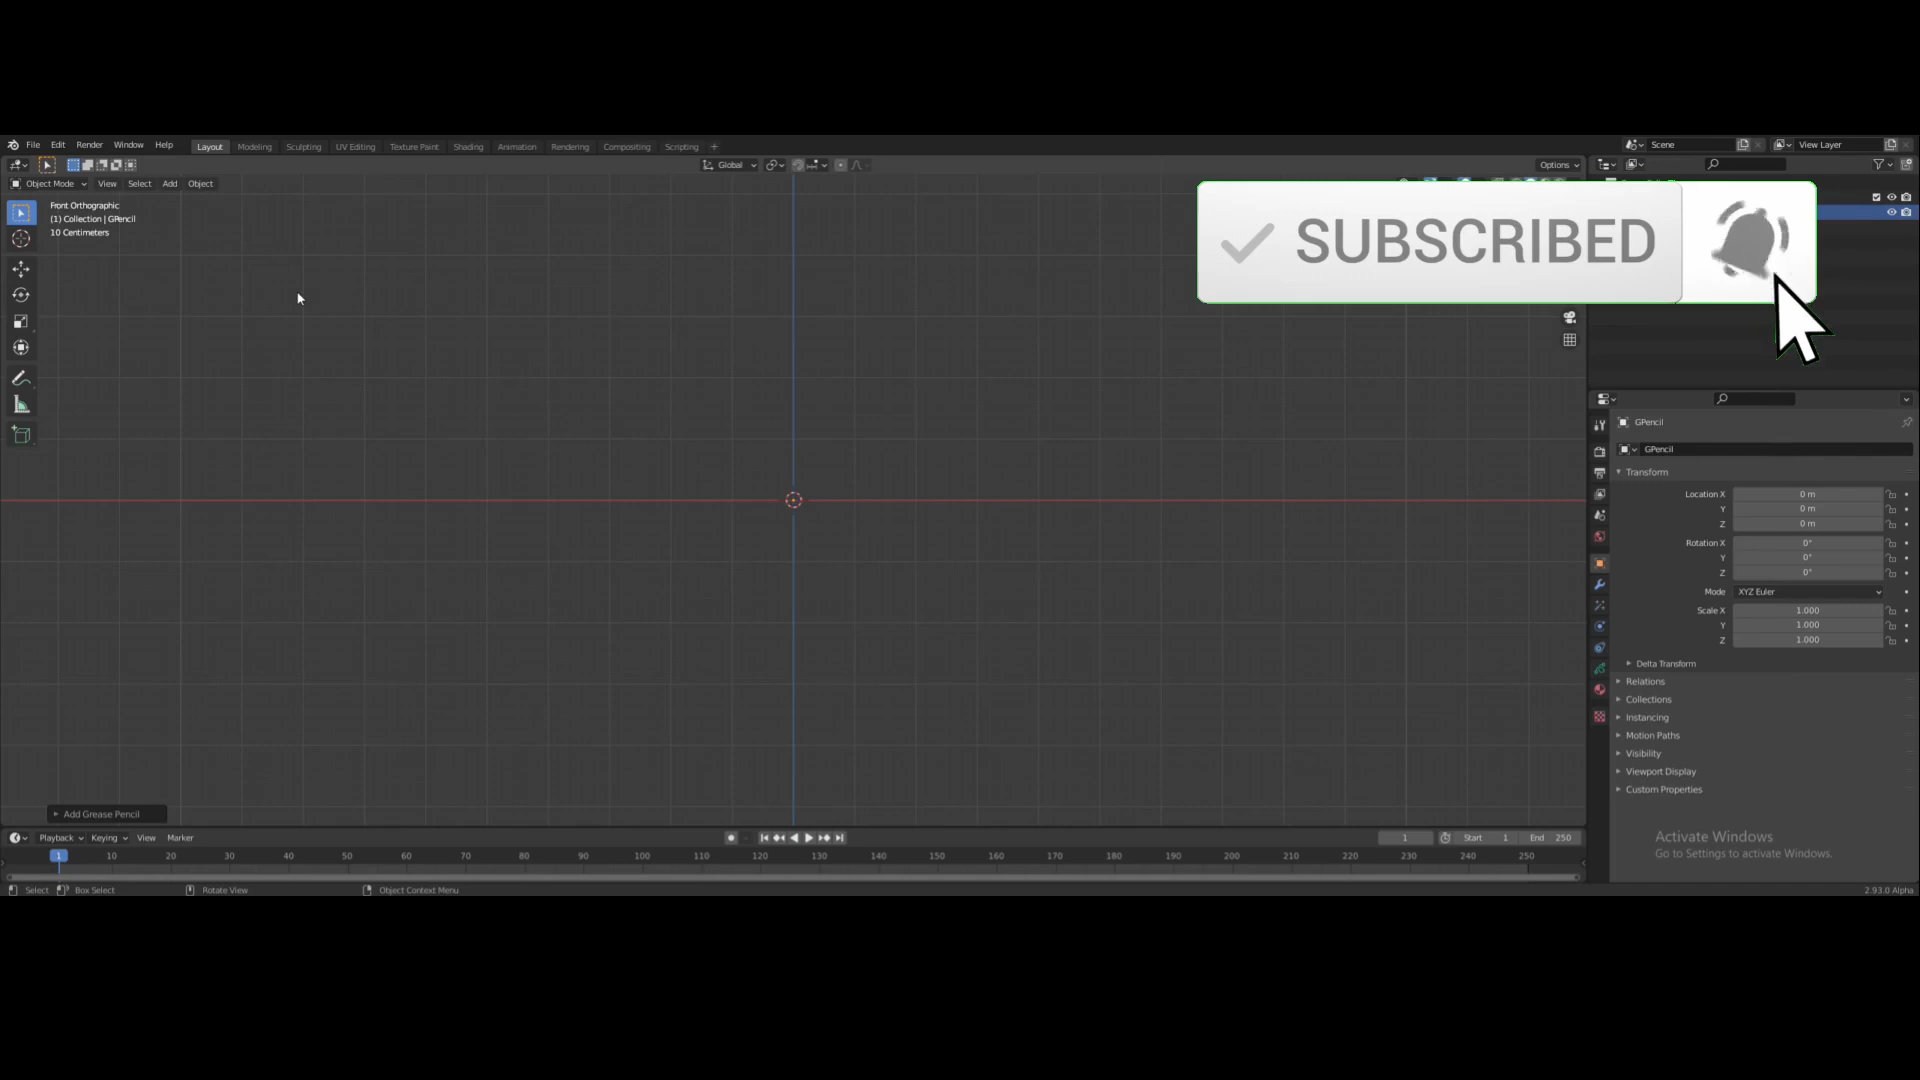 File Edit Render Window Help Layout Modeling Sculpting UV Editing Texture Paint Shading Animation Rendering Compositing Scripting + Scene View Layer
Global Options
Object Mode View Select Add Object
Front Orthographic
(1) Collection | GPencil
10 Centimeters
SUBSCRIBED
GPencil
GPencil
Transform
Location X 0 m
Y 0 m
Z 0 m
Rotation X 0°
Y 0°
Z 0°
Mode XYZ Euler
Scale X 1.000
Y 1.000
Z 1.000
Delta Transform
Relations
Collections
Instancing
Motion Paths
Visibility
Viewport Display
Custom Properties
Add Grease Pencil
Activate Windows
Go to Settings to activate Windows.
Playback Keying View Marker 1 Start 1 End 250
1 10 20 30 40 50 60 70 80 90 100 110 120 130 140 150 160 170 180 190 200 210 220 230 240 250
Select Box Select Rotate View Object Context Menu 2.93.0 Alpha